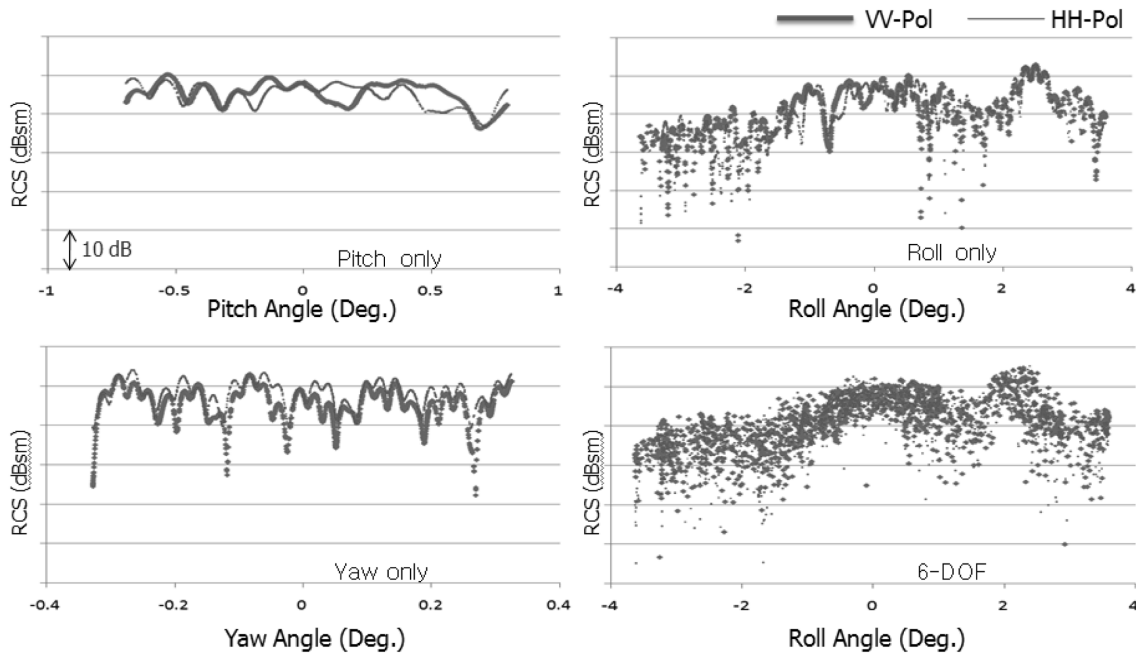 VV-Pol HH-Pol
RCS (dBsm)
10 dB
Pitch only
-1 -0.5 0 0.5 1
Pitch Angle (Deg.)
RCS (dBsm)
Roll only
-4 -2 0 2 4
Roll Angle (Deg.)
RCS (dBsm)
Yaw only
-0.4 -0.2 0 0.2 0.4
Yaw Angle (Deg.)
RCS (dBsm)
6-DOF
-4 -2 0 2 4
Roll Angle (Deg.)